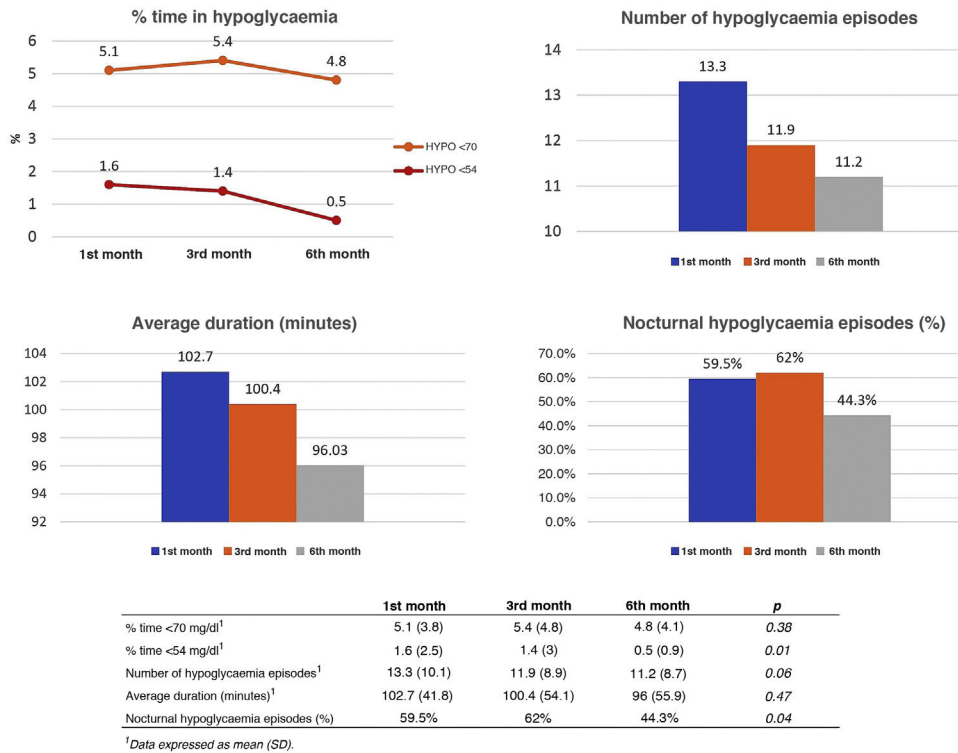 % time in hypoglycaemia
6
5
4
3
2
1
0
%
5.1
5.4
4.8
1.6
1.4
0.5
HYPO <70
HYPO <54
1st month 3rd month 6th month
Number of hypoglycaemia episodes
14
13
12
11
10
13.3
11.9
11.2
1st month 3rd month 6th month
Average duration (minutes)
104
102
100
98
96
94
92
102.7
100.4
96.03
1st month 3rd month 6th month
Nocturnal hypoglycaemia episodes (%)
70.0%
60.0%
50.0%
40.0%
30.0%
20.0%
10.0%
0.0%
59.5%
62%
44.3%
1st month 3rd month 6th month
1st month 3rd month 6th month p
% time <70 mg/dl¹ 5.1 (3.8) 5.4 (4.8) 4.8 (4.1) 0.38
% time <54 mg/dl¹ 1.6 (2.5) 1.4 (3) 0.5 (0.9) 0.01
Number of hypoglycaemia episodes¹ 13.3 (10.1) 11.9 (8.9) 11.2 (8.7) 0.06
Average duration (minutes)¹ 102.7 (41.8) 100.4 (54.1) 96 (55.9) 0.47
Nocturnal hypoglycaemia episodes (%) 59.5% 62% 44.3% 0.04
¹Data expressed as mean (SD).